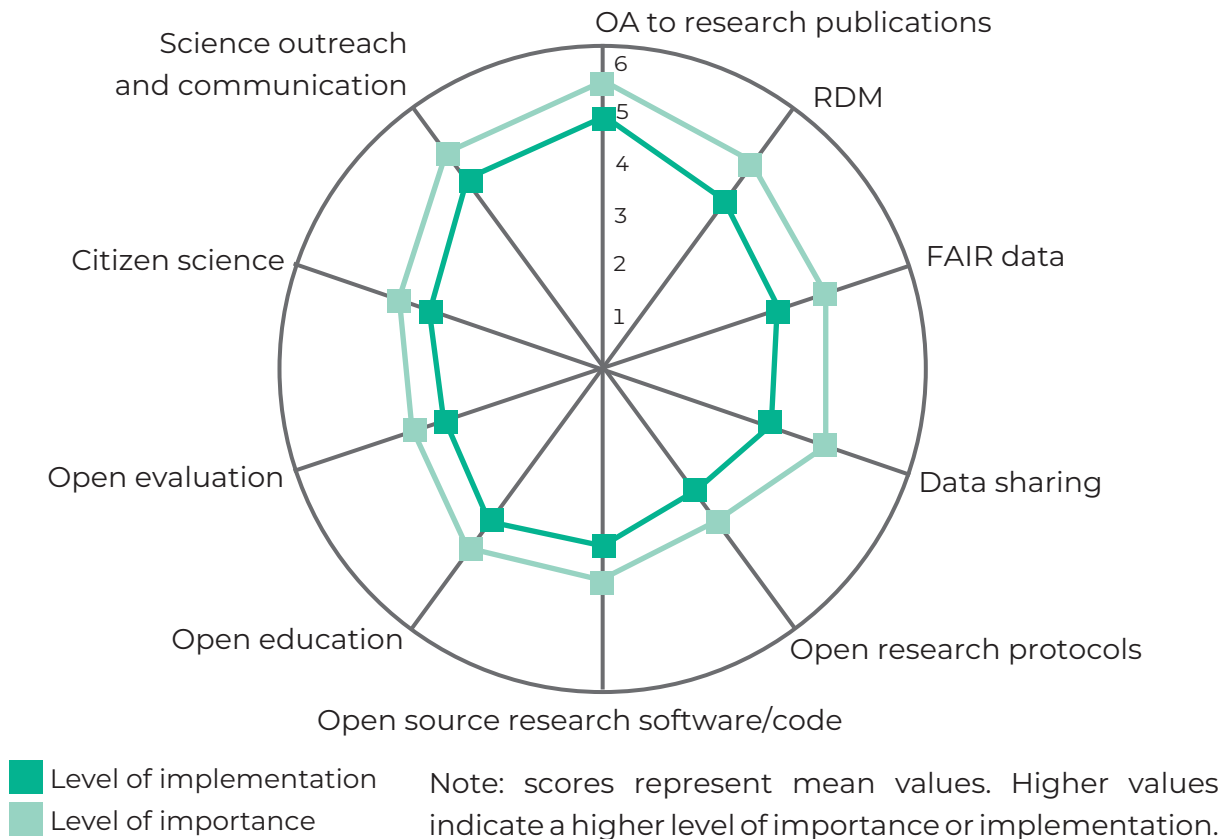 OA to research publications
Science outreach
and communication
6
RDM
5
4
3
Citizen science
FAIR data
2
1
Open evaluation
Data sharing
Open education
Open research protocols
Open source research software/code
Level of implementation
Level of importance
Note: scores represent mean values. Higher values
indicate a higher level of importance or implementation.